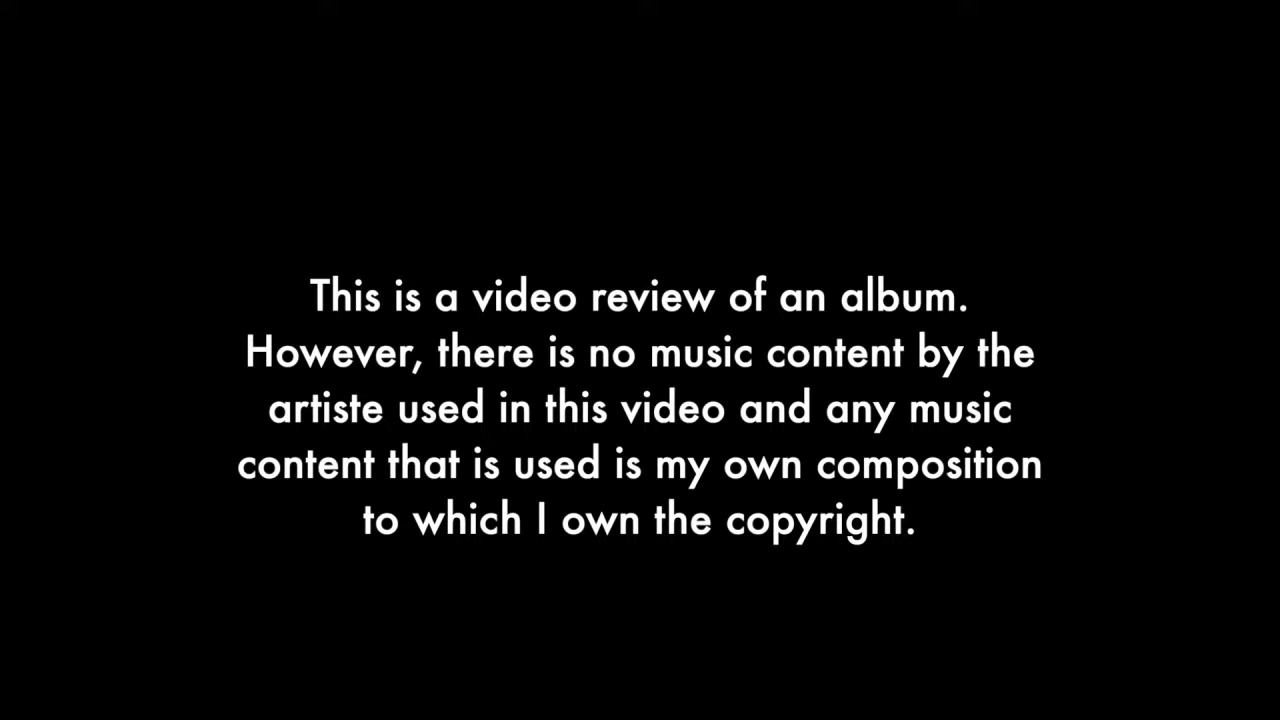 This is a video review of an album.
However, there is no music content by the
artiste used in this video and any music
content that is used is my own composition
to which I own the copyright.